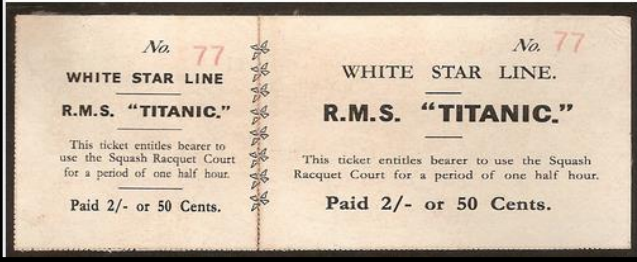 No. 77
WHITE STAR LINE
R.M.S. "TITANIC."
This ticket entitles bearer to
use the Squash Racquet Court
for a period of one half hour.
Paid 2/- or 50 Cents.
No. 77
WHITE STAR LINE.
R.M.S. "TITANIC."
This ticket entitles bearer to use the Squash
Racquet Court for a period of one half hour.
Paid 2/- or 50 Cents.